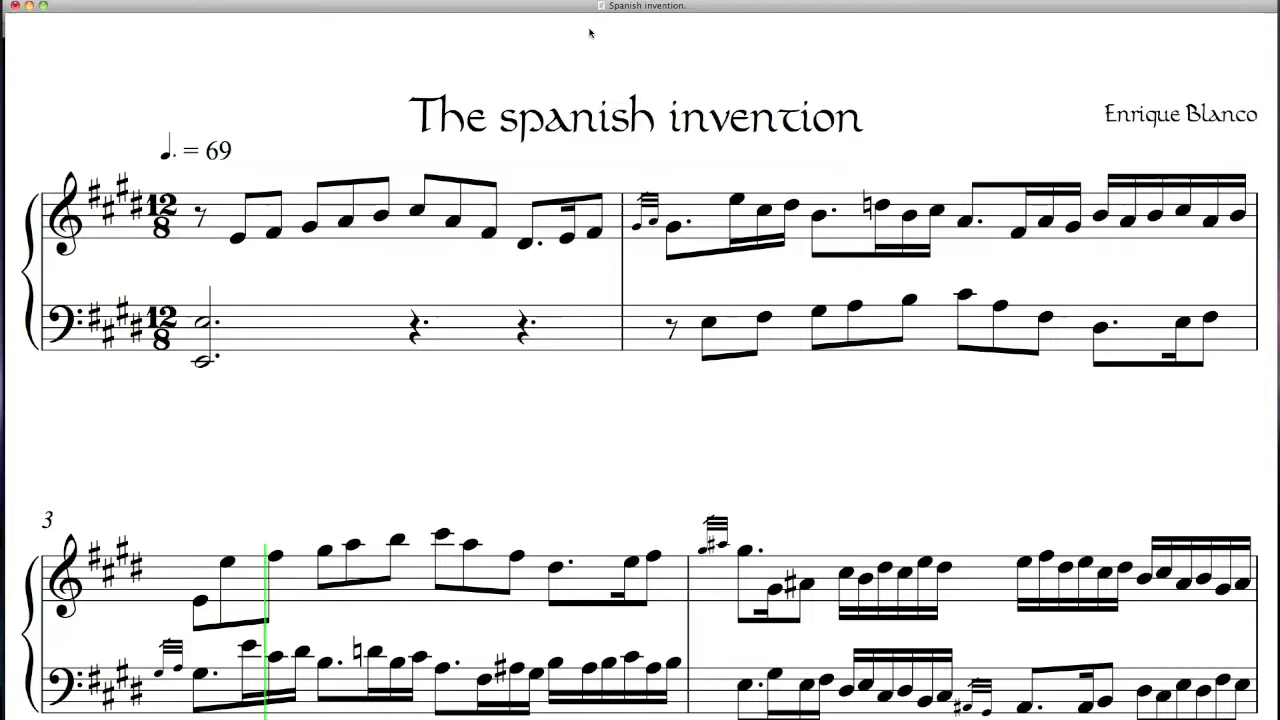 Spanish invention.
The spanish invention
Enrique Blanco
♩. = 69
12
8
12
8
3